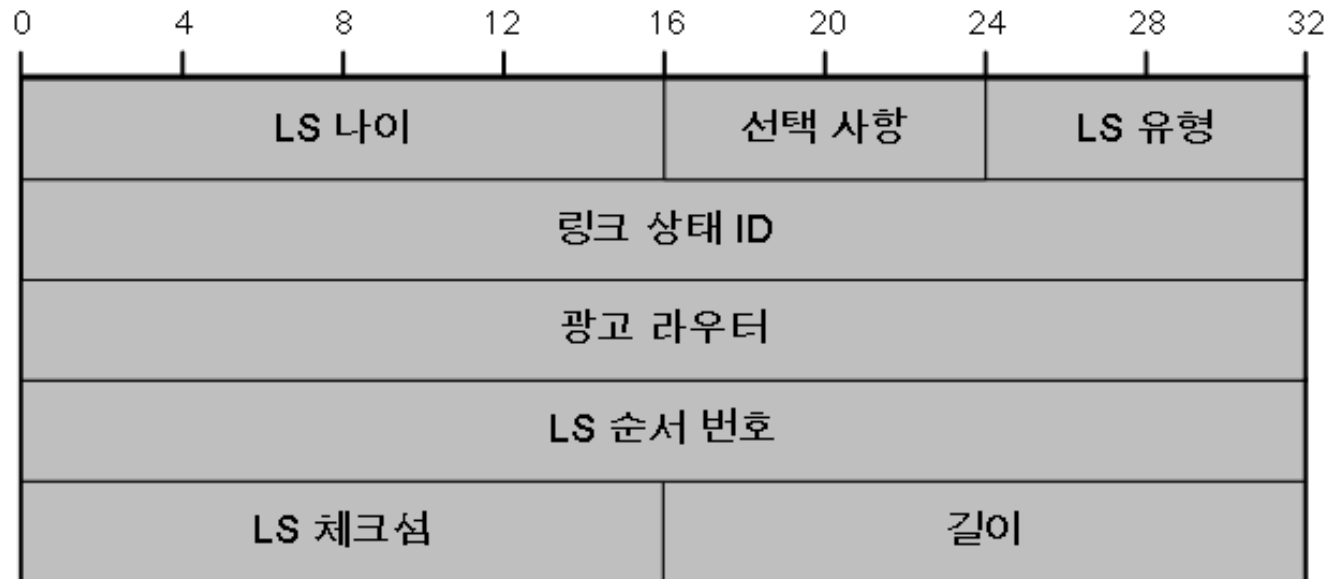 0 4 8 12 16 20 24 28 32
LS 나이 선택 사항 LS 유형
링크 상태 ID
광고 라우터
LS 순서 번호
LS 체크섬 길이